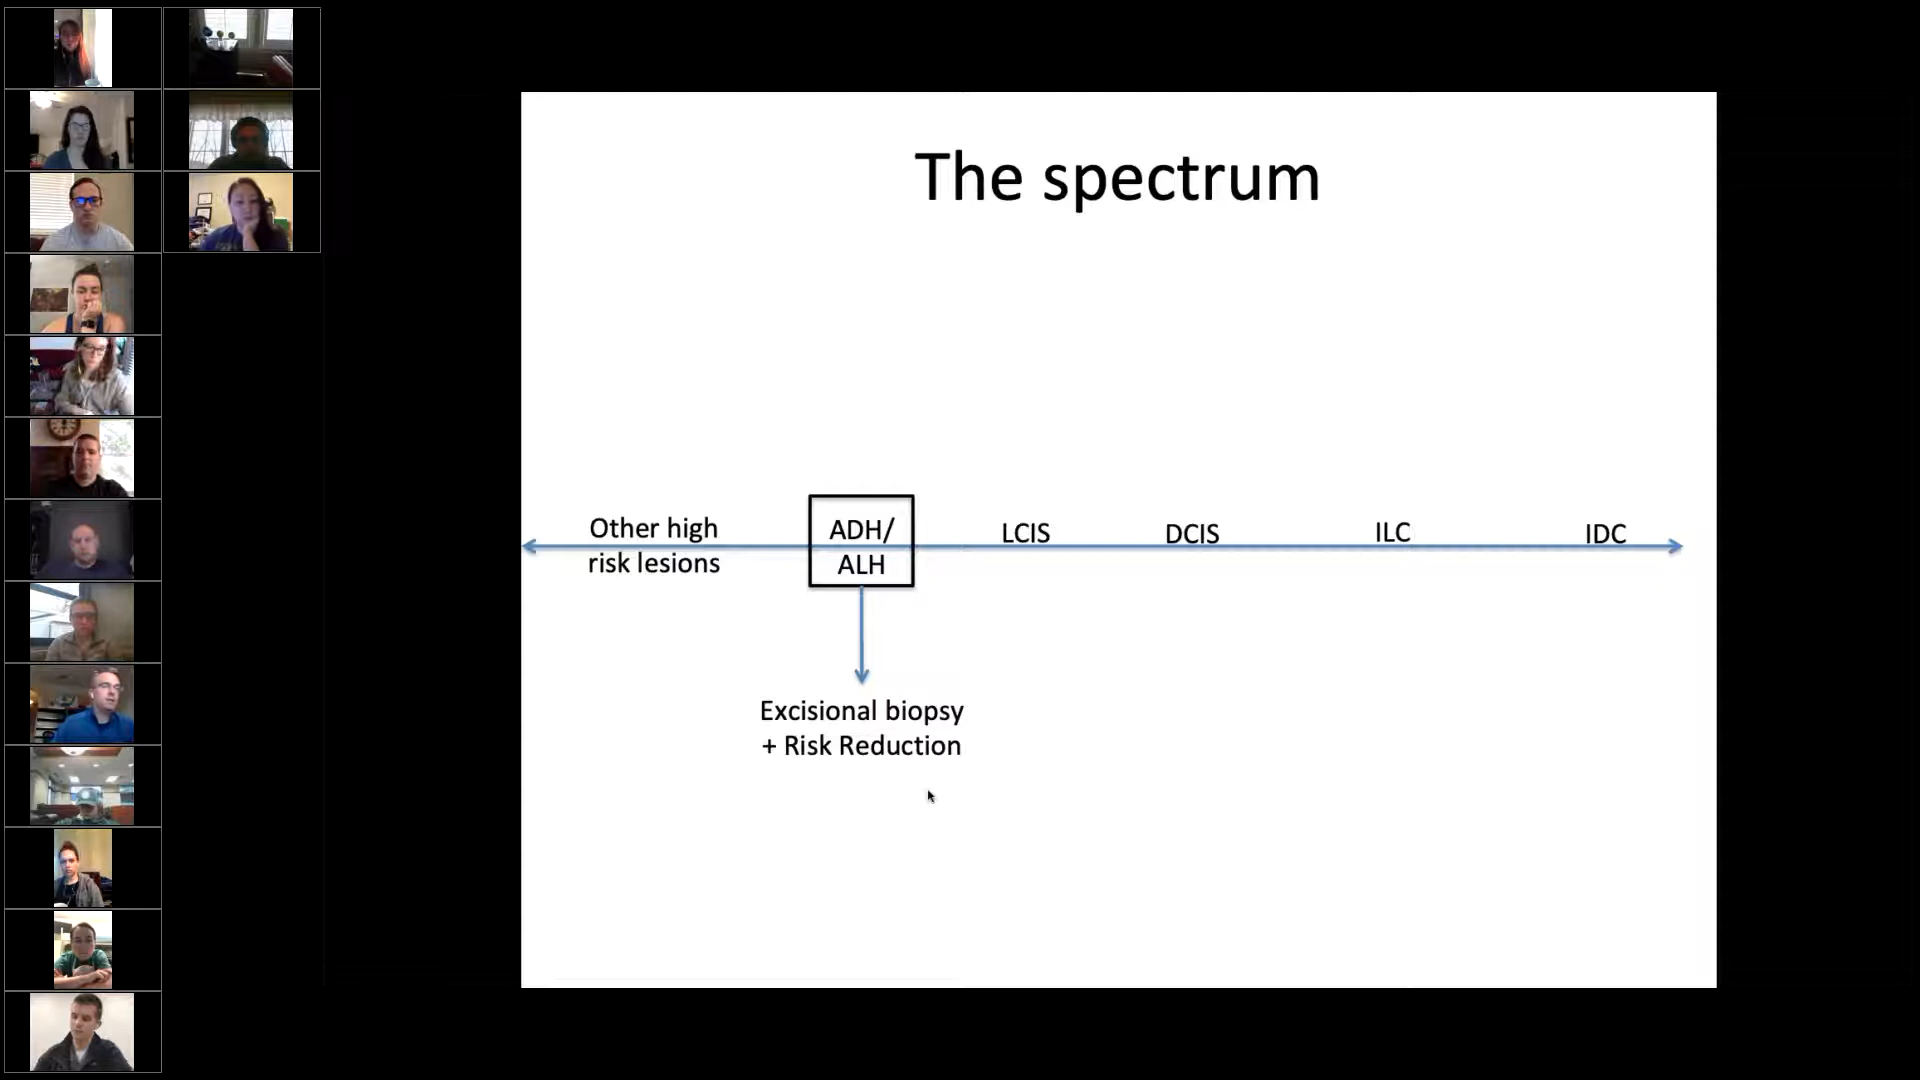 The spectrum
Other high
risk lesions
ADH/
ALH
LCIS
DCIS
ILC
IDC
Excisional biopsy
+ Risk Reduction